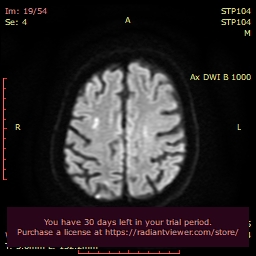 Im: 19/54
Se: 4
STP104
STP104
M
A
Ax DWI B 1000
R
L
You have 30 days left in your trial period.
Purchase a license at https://radiantviewer.com/store/